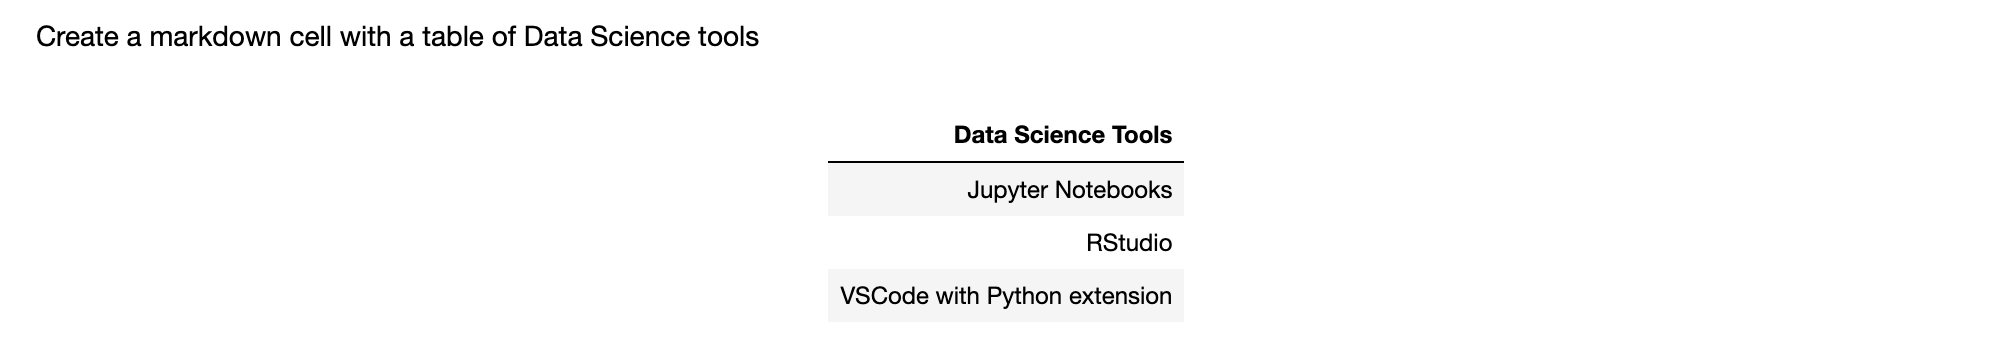 Create a markdown cell with a table of Data Science tools
Data Science Tools
Jupyter Notebooks
RStudio
VSCode with Python extension